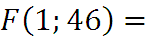 F(1; 46) =